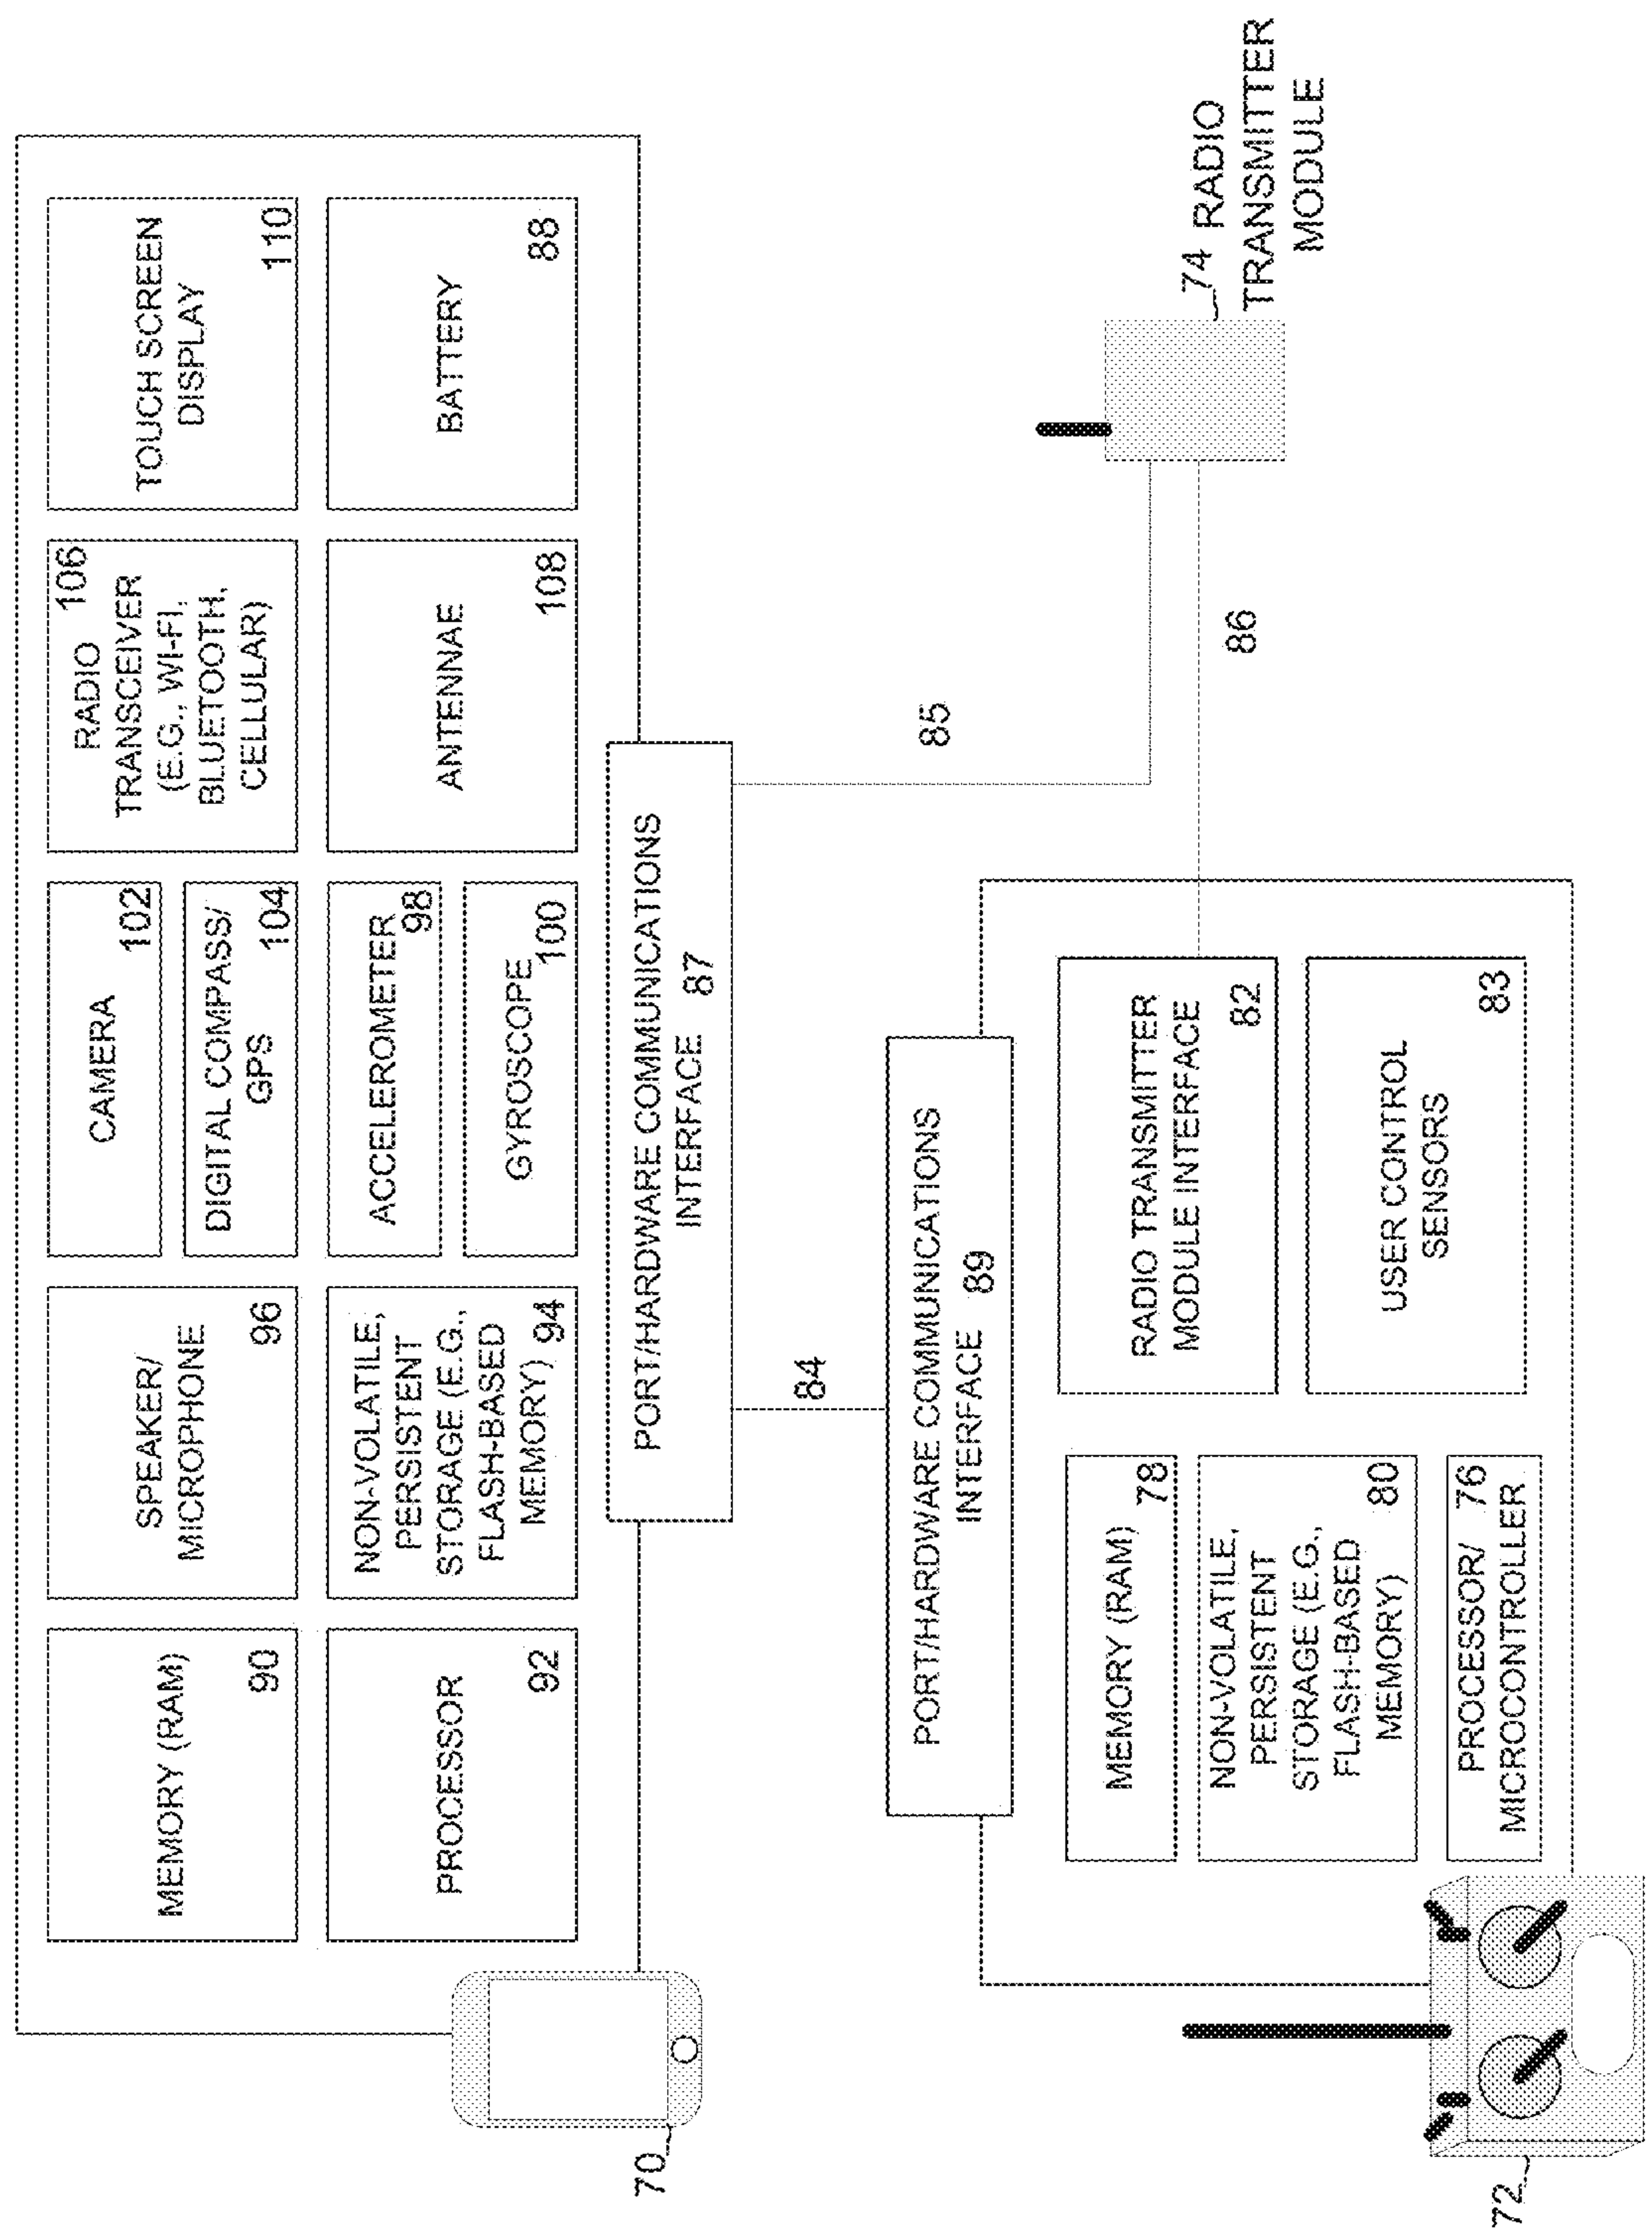 MEMORY (RAM)
90
SPEAKER/
MICROPHONE
96
CAMERA
102
DIGITAL COMPASS/
GPS 104
106
RADIO
TRANSCEIVER
(E.G., WI-FI,
BLUETOOTH,
CELLULAR)
TOUCH SCREEN
DISPLAY
110
PROCESSOR
92
NON-VOLATILE,
PERSISTENT
STORAGE (E.G.,
FLASH-BASED
MEMORY) 94
ACCELEROMETER
98
GYROSCOPE
100
ANTENNAE
108
BATTERY
88
PORT/HARDWARE COMMUNICATIONS
INTERFACE 87
70
84
85
PORT/HARDWARE COMMUNICATIONS
INTERFACE 89
MEMORY (RAM)
78
NON-VOLATILE,
PERSISTENT
STORAGE (E.G.,
FLASH-BASED
MEMORY)
80
PROCESSOR/ 76
MICROCONTROLLER
RADIO TRANSMITTER
MODULE INTERFACE
82
USER CONTROL
SENSORS
83
86
74 RADIO
TRANSMITTER
MODULE
72